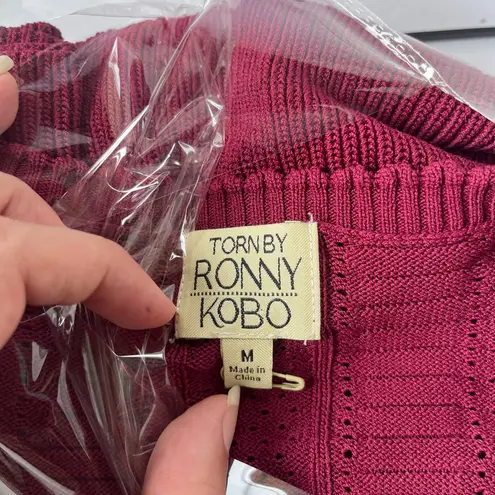 TORN BY
RONNY
KOBO
M
Made in
China